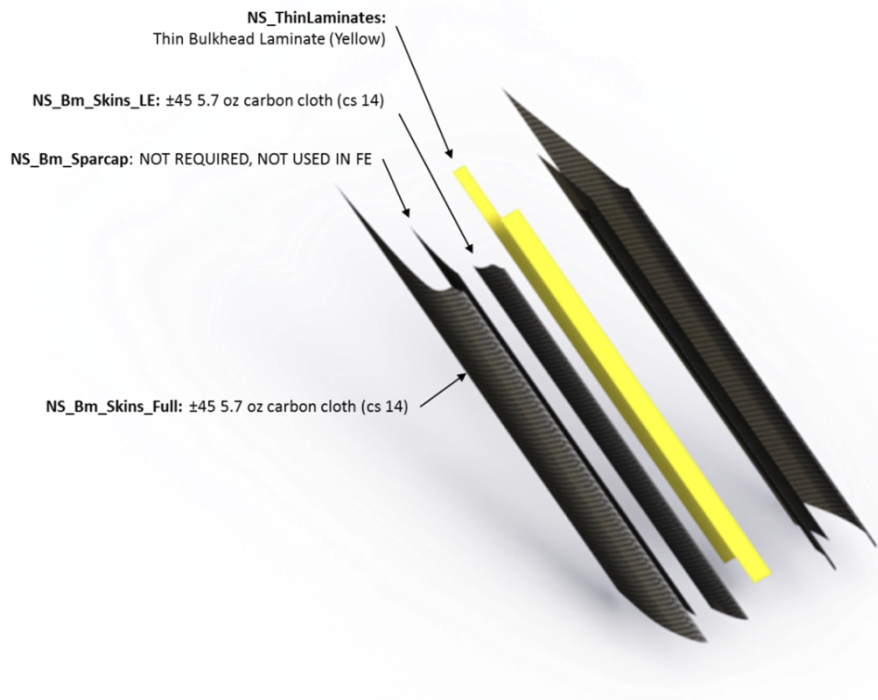 NS_ThinLaminates:
Thin Bulkhead Laminate (Yellow)
NS_Bm_Skins_LE: ±45 5.7 oz carbon cloth (cs 14)
NS_Bm_Sparcap: NOT REQUIRED, NOT USED IN FE
NS_Bm_Skins_Full: ±45 5.7 oz carbon cloth (cs 14)